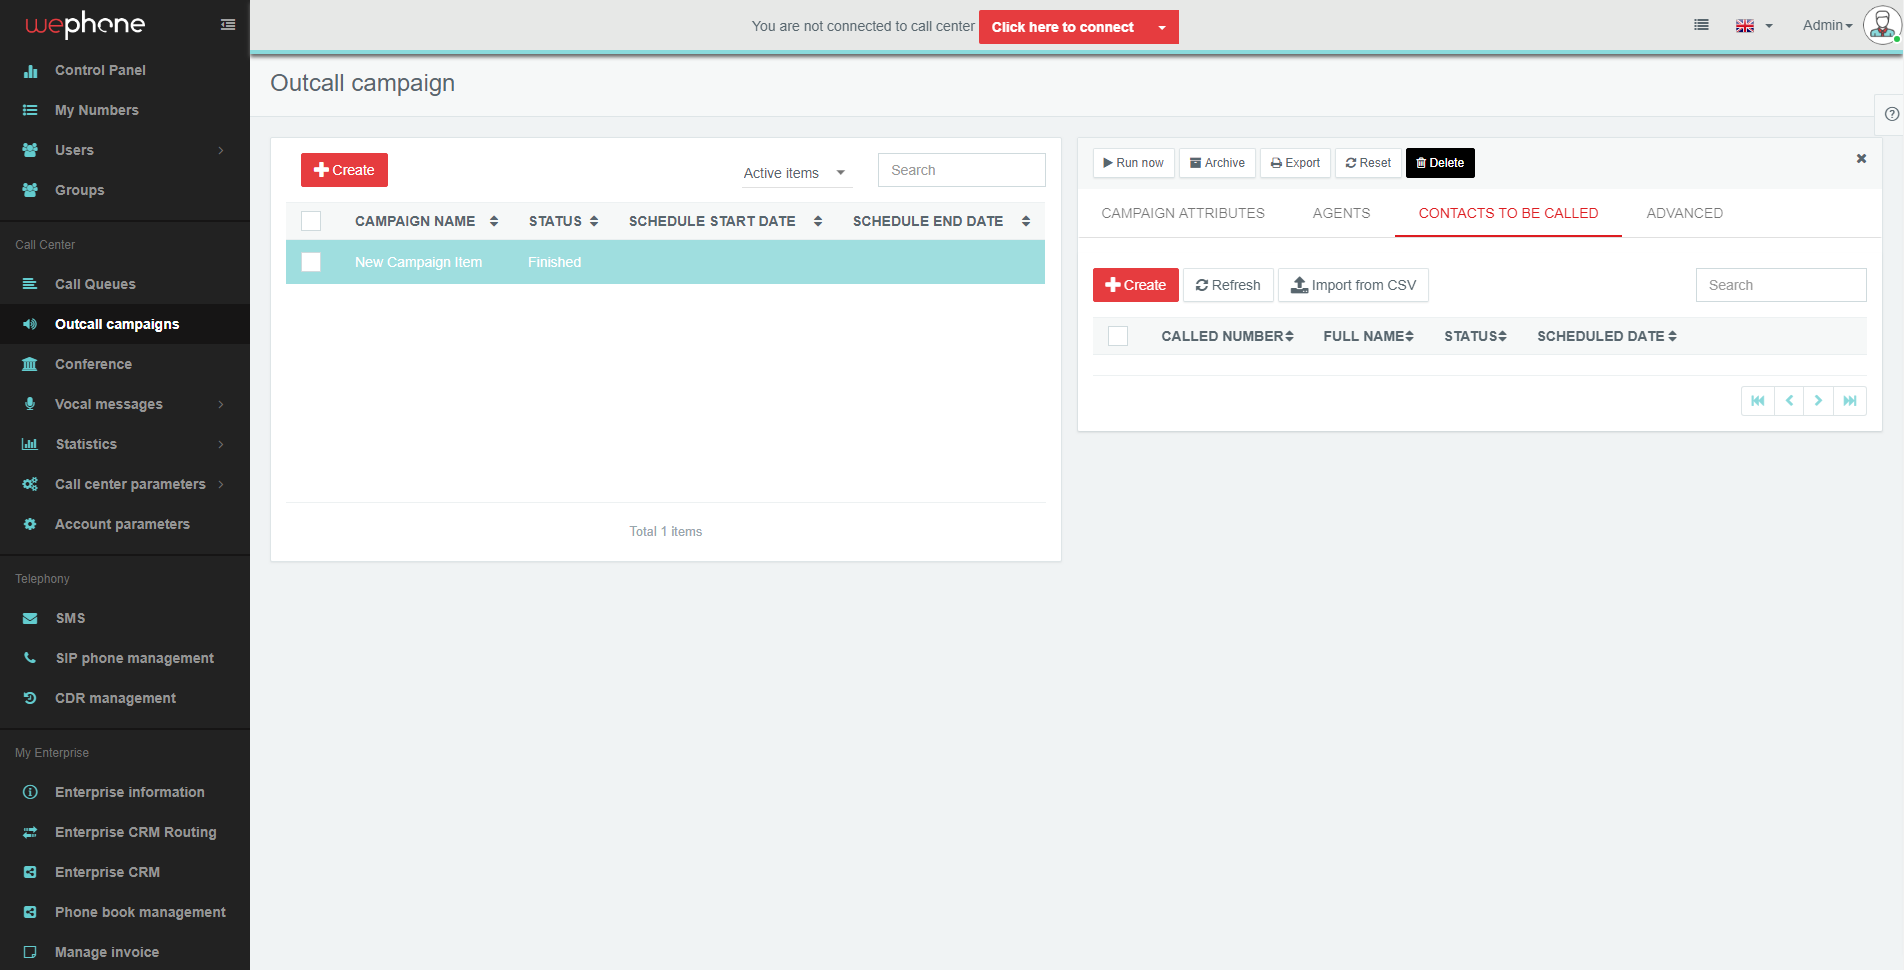 wephone
Control Panel
My Numbers
Users
Groups
Call Center
Call Queues
Outcall campaigns
Conference
Vocal messages
Statistics
Call center parameters
Account parameters
Telephony
SMS
SIP phone management
CDR management
My Enterprise
Enterprise information
Enterprise CRM Routing
Enterprise CRM
Phone book management
Manage invoice
You are not connected to call center Click here to connect
Admin
Outcall campaign
Create Active items Search
CAMPAIGN NAME STATUS SCHEDULE START DATE SCHEDULE END DATE
New Campaign Item Finished
Total 1 items
Run now Archive Export Reset Delete
CAMPAIGN ATTRIBUTES AGENTS CONTACTS TO BE CALLED ADVANCED
Create Refresh Import from CSV Search
CALLED NUMBER FULL NAME STATUS SCHEDULED DATE